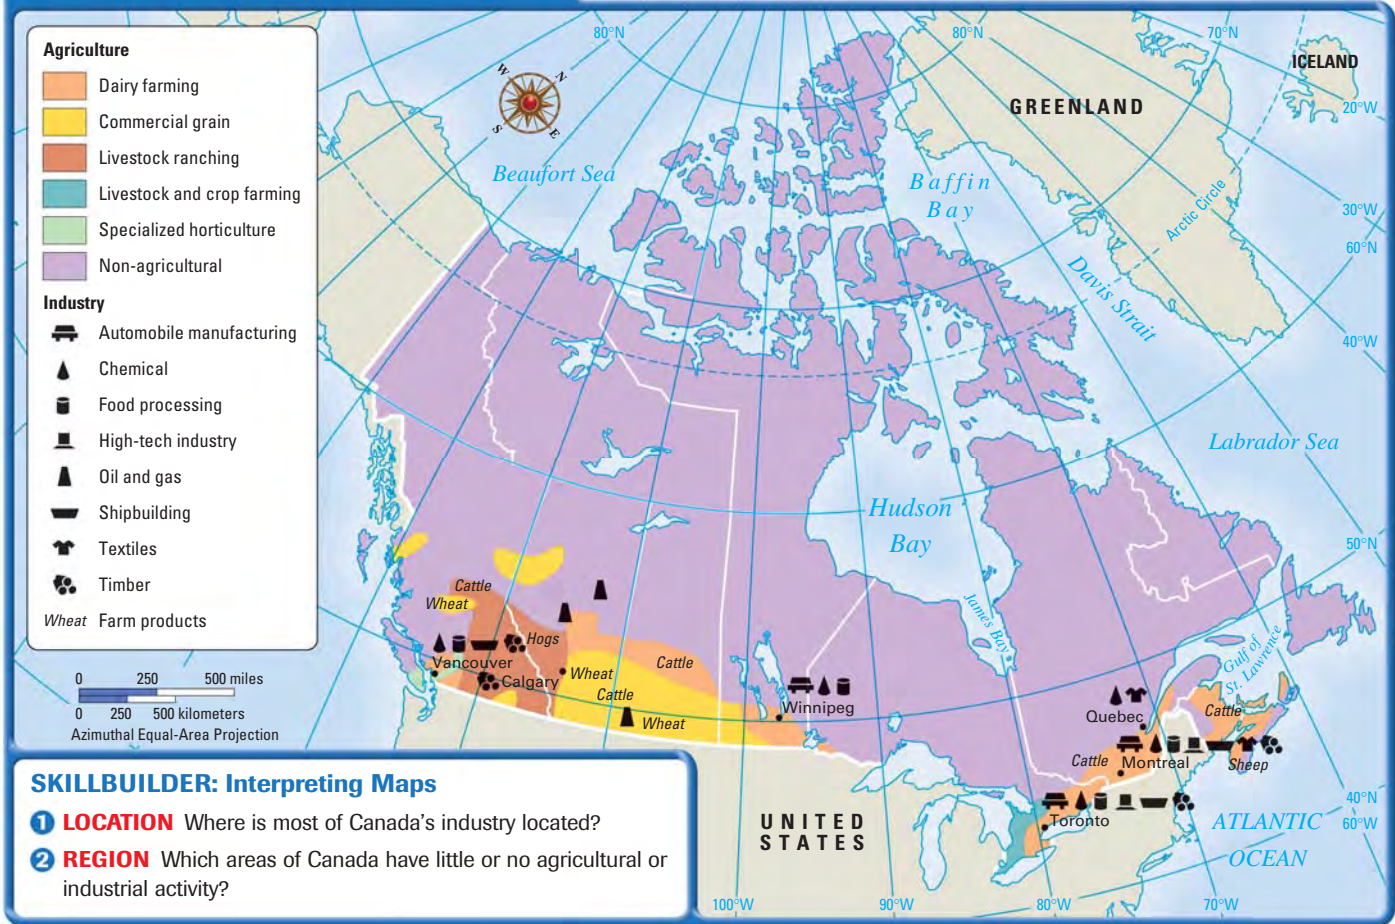 Agriculture
Dairy farming
Commercial grain
Livestock ranching
Livestock and crop farming
Specialized horticulture
Non-agricultural
Industry
Automobile manufacturing
Chemical
Food processing
High-tech industry
Oil and gas
Shipbuilding
Textiles
Timber
Wheat Farm products
0 250 500 miles
0 250 500 kilometers
Azimuthal Equal-Area Projection
80°N
80°N
70°N
ICELAND
20°W
W
N
S
E
GREENLAND
Beaufort Sea
Baffin
Bay
Arctic Circle
30°W
60°N
Davis Strait
40°W
Labrador Sea
Hudson
Bay
50°N
James Bay
Gulf of
St. Lawrence
Cattle
Wheat
Hogs
Vancouver
Calgary
Wheat
Cattle
Cattle
Wheat
Winnipeg
Quebec
Cattle
Cattle
Montreal
Sheep
Toronto
40°N
60°W
ATLANTIC
OCEAN
UNITED
STATES
100°W
90°W
80°W
70°W
SKILLBUILDER: Interpreting Maps
1 LOCATION Where is most of Canada's industry located?
2 REGION Which areas of Canada have little or no agricultural or
industrial activity?